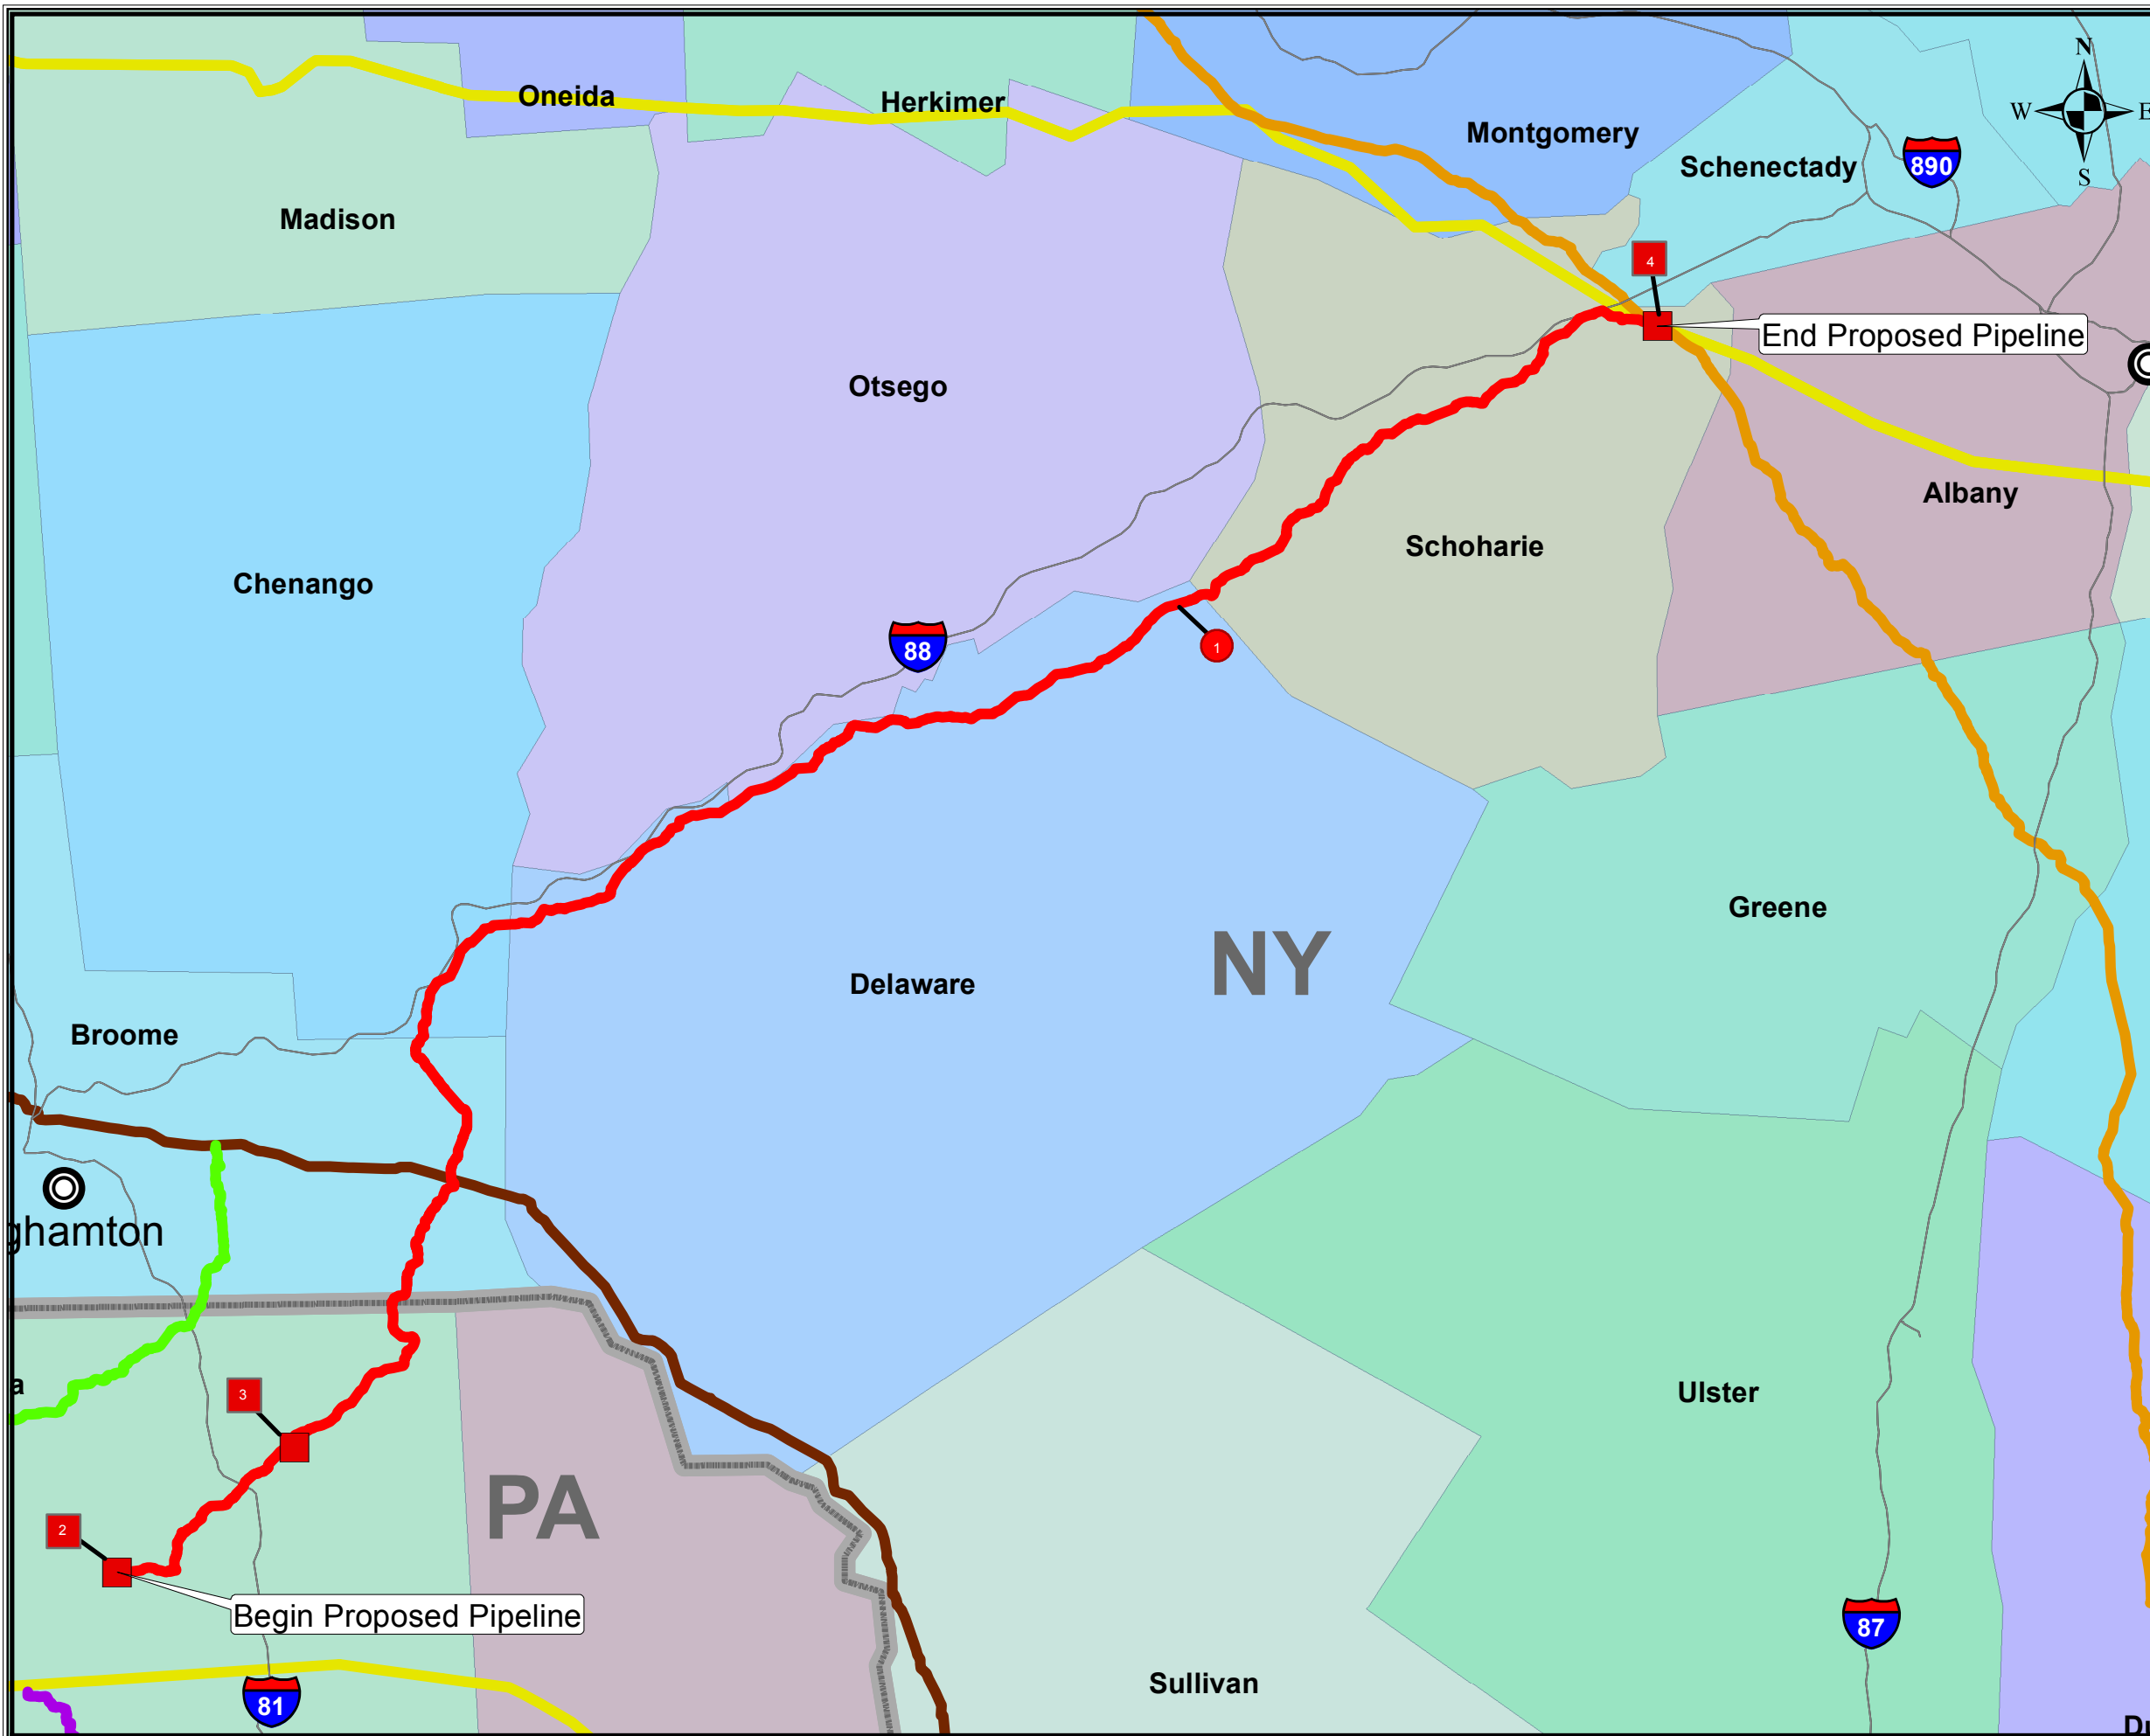 N
Oneida
Herkimer
W
E
Montgomery
Schenectady
890
S
Madison
4
End Proposed Pipeline
Otsego
Albany
Schoharie
Chenango
88
1
Greene
NY
Delaware
Broome
ghamton
a
3
Ulster
PA
2
Begin Proposed Pipeline
87
Sullivan
81
D